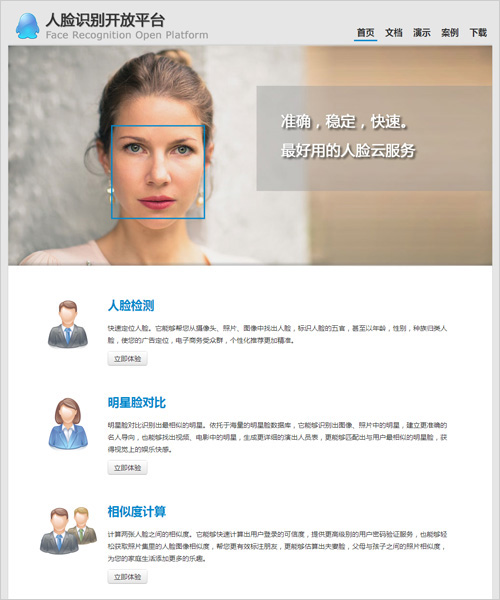 人脸识别开放平台
Face Recognition Open Platform
首页 文档 演示 案例 下载
准确，稳定，快速。
最好用的人脸云服务
人脸检测
快速定位人脸。它能够帮您从摄像头、照片、图像中找出人脸，标识人脸的五官，甚至以年龄，性别，种族归类人
脸，使您的广告定位，电子商务受众群，个性化推荐更加精准。
立即体验
明星脸对比
明星脸对比识别出最相似的明星。依托于海量的明星脸数据库，它能够识别出图像、照片中的明星，建立更准确的
名人导向，也能够找出视频、电影中的明星，生成更详细的演出人员表，更能够匹配出与用户最相似的明星脸，获
得视觉上的娱乐快感。
立即体验
相似度计算
计算两张人脸之间的相似度。它能够快速计算出用户登录的可信度，提供更高级别的用户密码验证服务，也能够轻
松获取照片集里的人脸图像相似度，帮您更有效标注朋友，更能够估算出夫妻脸，父母与孩子之间的照片相似度，
为您的家庭生活添加更多的乐趣。
立即体验